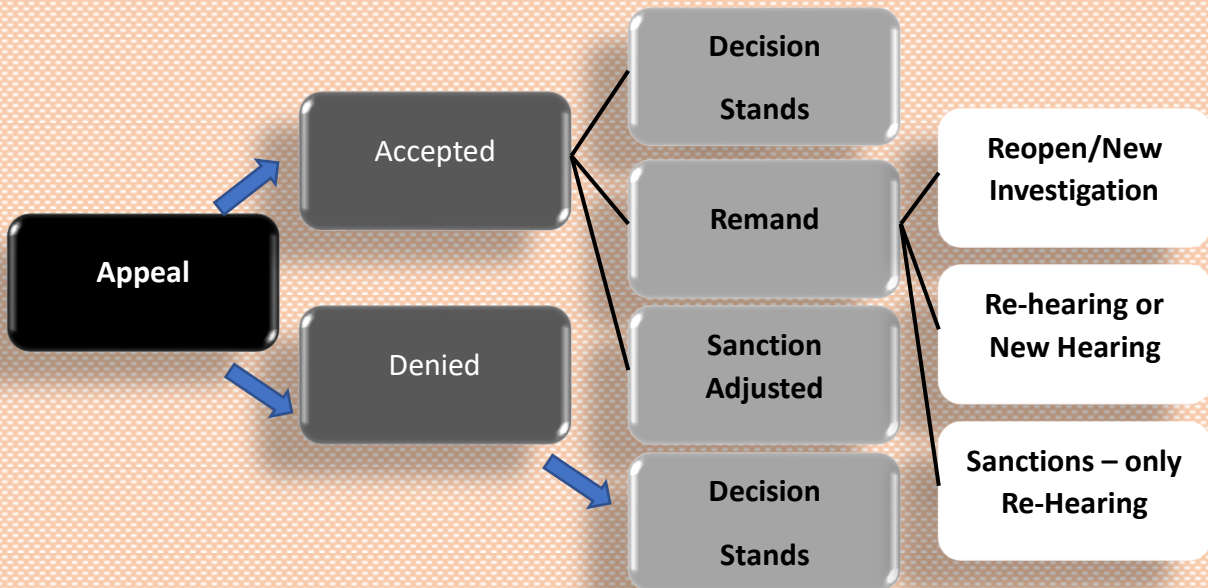 Appeal
Accepted
Denied
Decision
Stands
Remand
Sanction
Adjusted
Decision
Stands
Reopen/New
Investigation
Re-hearing or
New Hearing
Sanctions – only
Re-Hearing